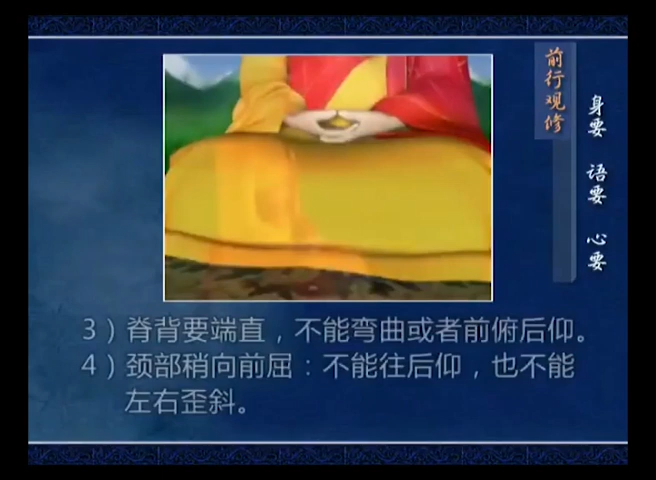 前行观修
身要 语要 心要
3）脊背要端直，不能弯曲或者前俯后仰。
4）颈部稍向前屈：不能往后仰，也不能
左右歪斜。